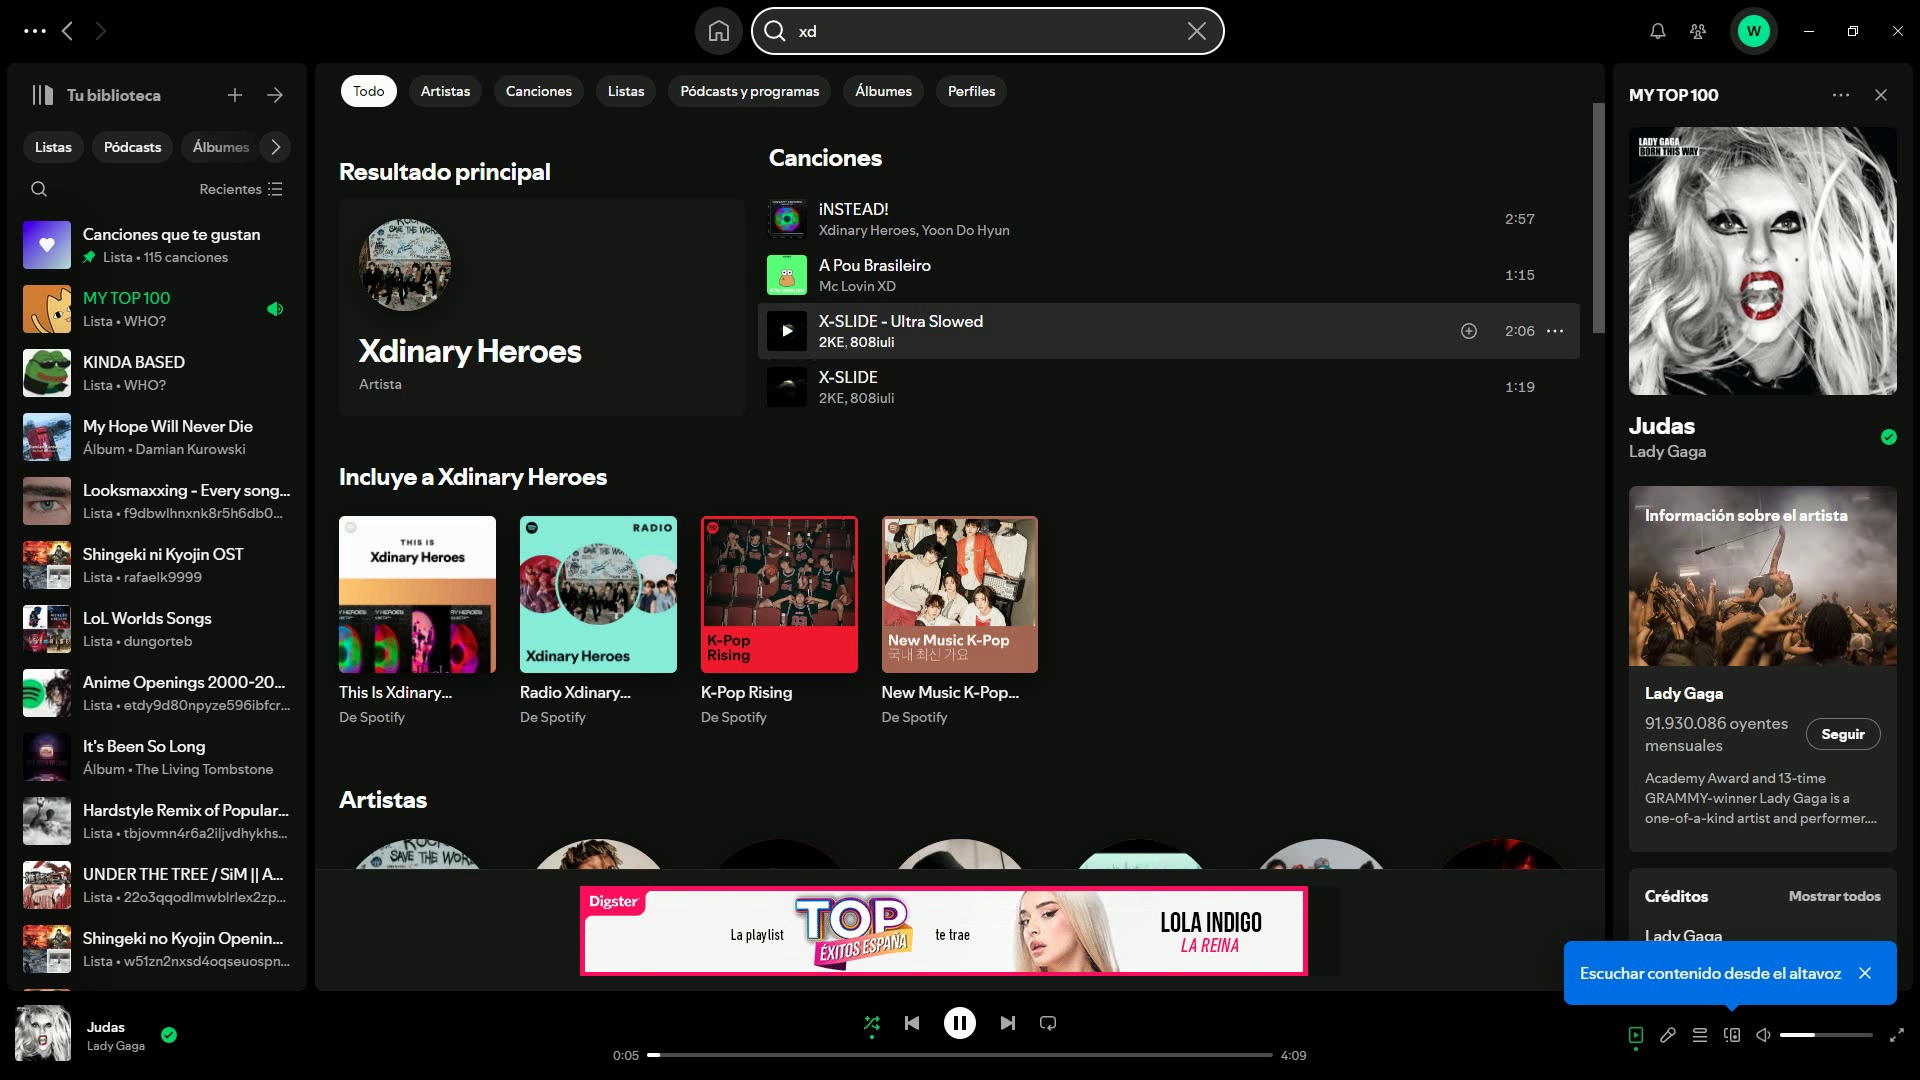 xd
W
Tu biblioteca
Listas
Pódcasts
Álbumes
Recientes
Canciones que te gustan
Lista • 115 canciones
MY TOP 100
Lista • WHO?
KINDA BASED
Lista • WHO?
My Hope Will Never Die
Álbum • Damian Kurowski
Looksmaxxing - Every song...
Lista • f9dbwlhnxnk8r5h6db0...
Shingeki ni Kyojin OST
Lista • rafaelk9999
LoL Worlds Songs
Lista • dungorteb
Anime Openings 2000-20...
Lista • etdy9d80npyze596ibfcr...
It's Been So Long
Álbum • The Living Tombstone
Hardstyle Remix of Popular...
Lista • tbjovmn4r6a2iljvdhykhs...
UNDER THE TREE / SiM || A...
Lista • 22o3qqodlmwblrlex2zp...
Shingeki no Kyojin Openin...
Lista • w51zn2nxsd4oqseuospn...
Todo
Artistas
Canciones
Listas
Pódcasts y programas
Álbumes
Perfiles
Resultado principal
Xdinary Heroes
Artista
Canciones
iNSTEAD!
Xdinary Heroes, Yoon Do Hyun
2:57
A Pou Brasileiro
Mc Lovin XD
1:15
X-SLIDE - Ultra Slowed
2KE, 808iuli
2:06
X-SLIDE
2KE, 808iuli
1:19
Incluye a Xdinary Heroes
THIS IS
Xdinary Heroes
This Is Xdinary...
De Spotify
RADIO
Xdinary Heroes
Radio Xdinary...
De Spotify
K-Pop
Rising
K-Pop Rising
De Spotify
New Music K-Pop
국내 최신 가요
New Music K-Pop...
De Spotify
Artistas
SAVE THE WOR
Digster
La playlist
TOP
ÉXITOS ESPAÑA
te trae
LOLA INDIGO
LA REINA
MY TOP 100
LADY GAGA
BORN THIS WAY
Judas
Lady Gaga
Información sobre el artista
Lady Gaga
91.930.086 oyentes
mensuales
Seguir
Academy Award and 13-time
GRAMMY-winner Lady Gaga is a
one-of-a-kind artist and performer....
Créditos
Mostrar todos
Lady Gaga
Escuchar contenido desde el altavoz
Judas
Lady Gaga
0:05
4:09